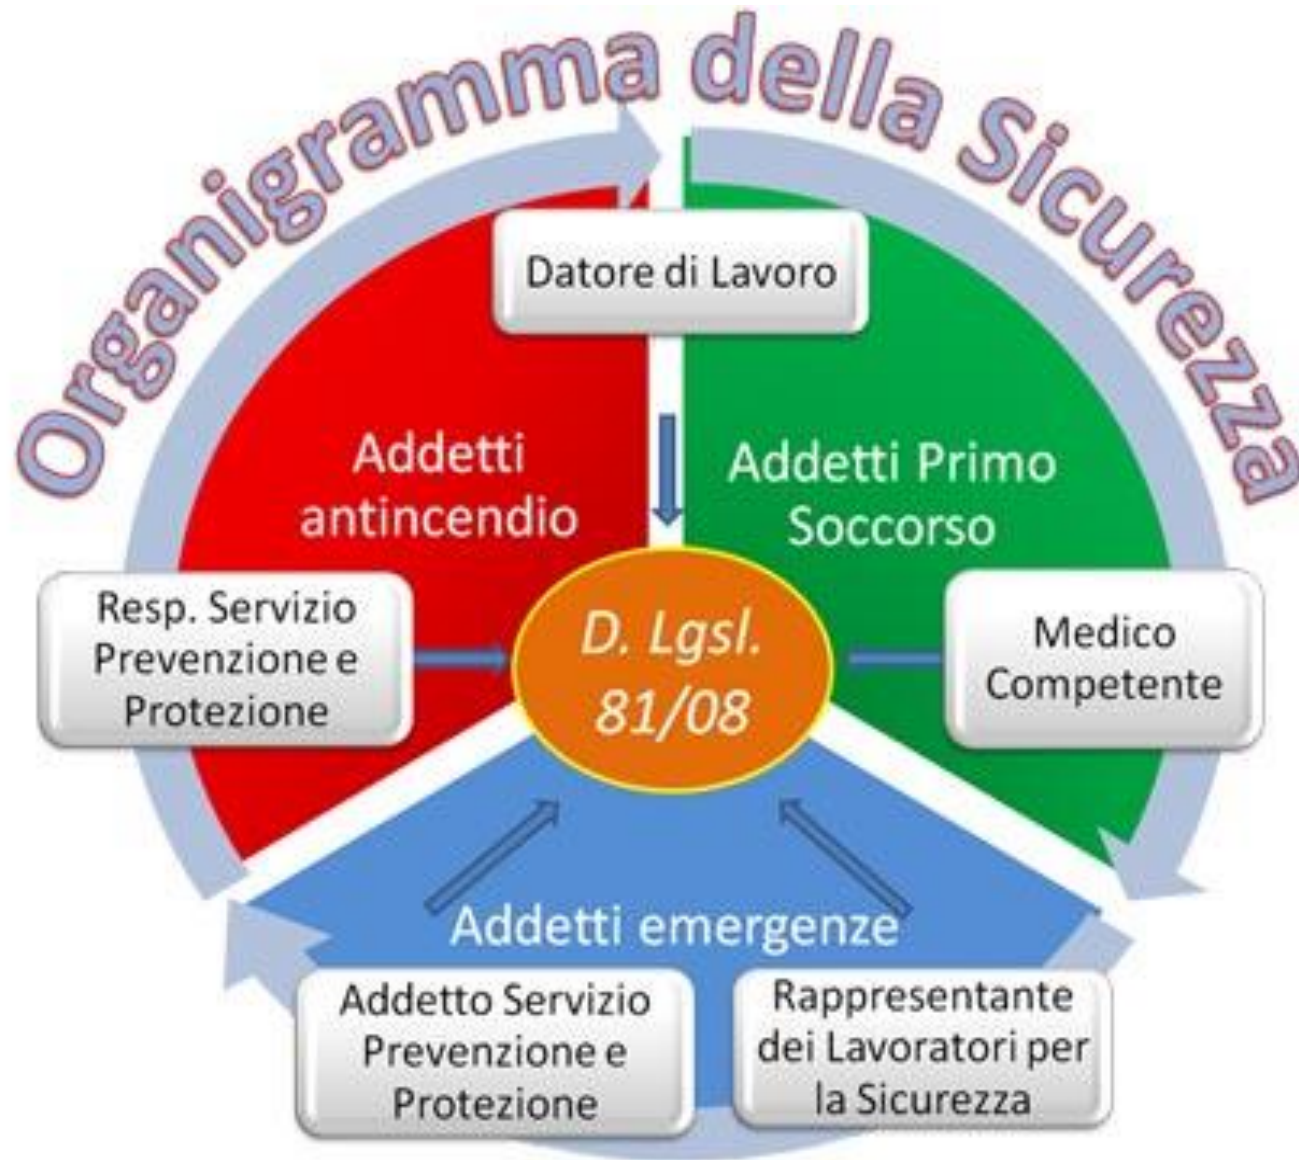 Organigramma della Sicurezza
Datore di Lavoro
Addetti
antincendio
Addetti Primo
Soccorso
Resp. Servizio
Prevenzione e
Protezione
D. Lgsl.
81/08
Medico
Competente
Addetti emergenze
Addetto Servizio
Prevenzione e
Protezione
Rappresentante
dei Lavoratori per
la Sicurezza